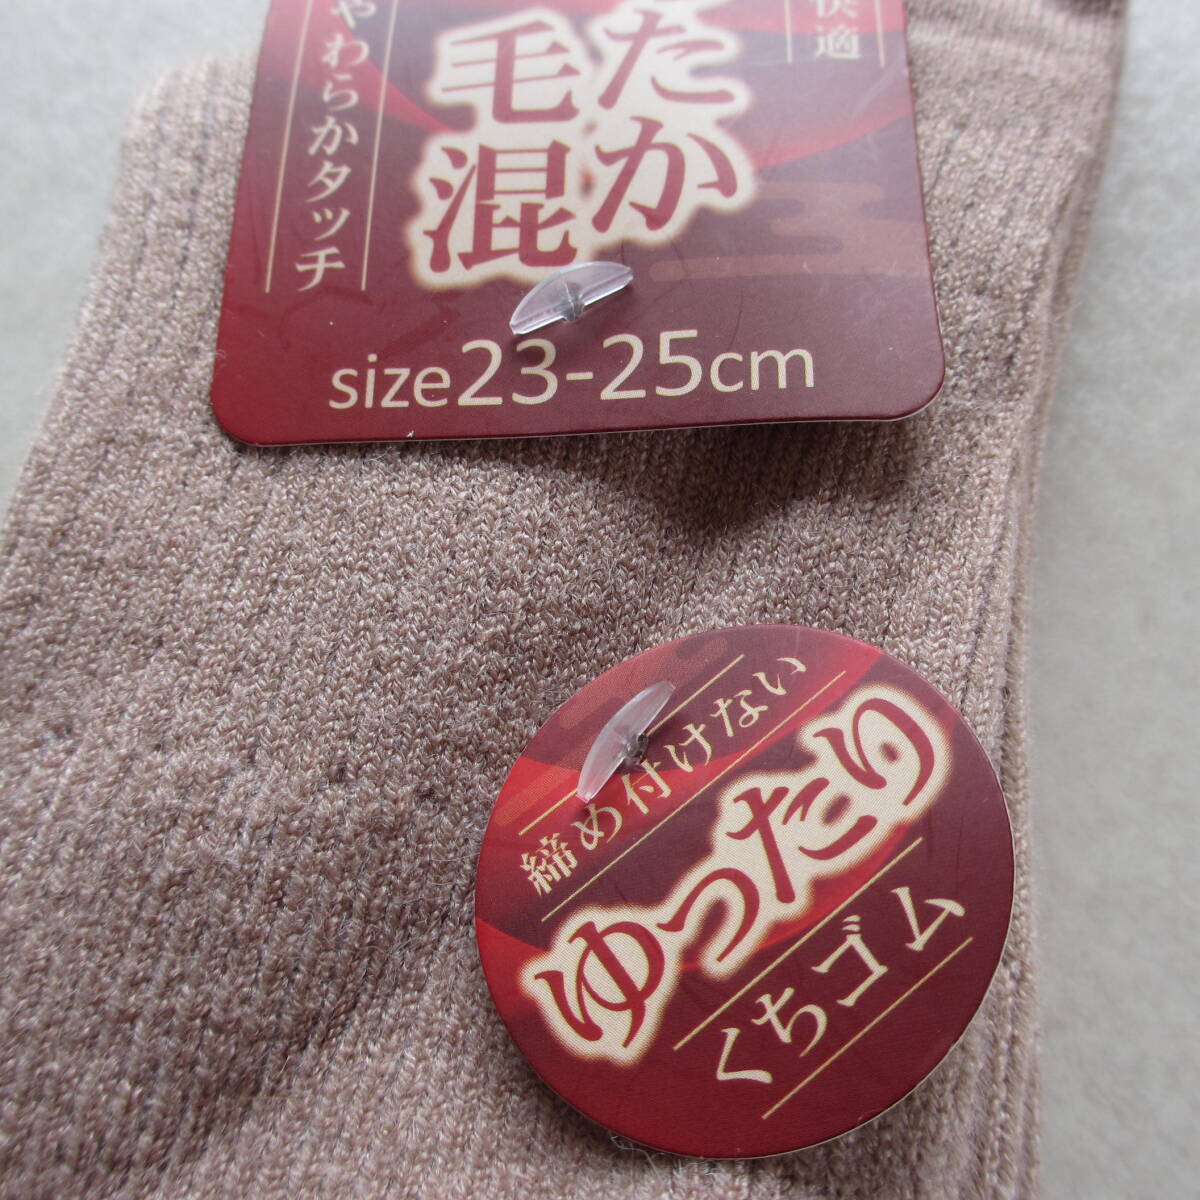 快適
たか
毛混
やわらかタッチ
size23-25cm
締め付けない
ゆったり
くちゴム